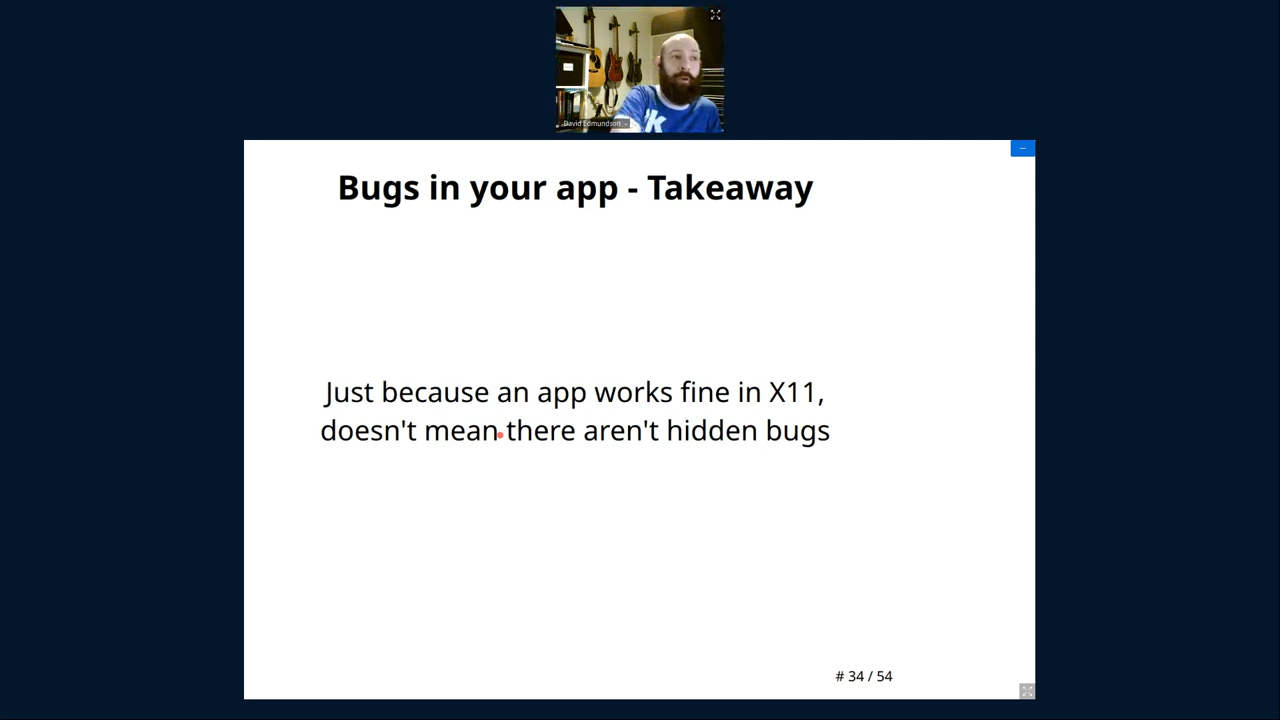 David Edmundson
Bugs in your app - Takeaway
Just because an app works fine in X11,
doesn't mean there aren't hidden bugs
# 34 / 54